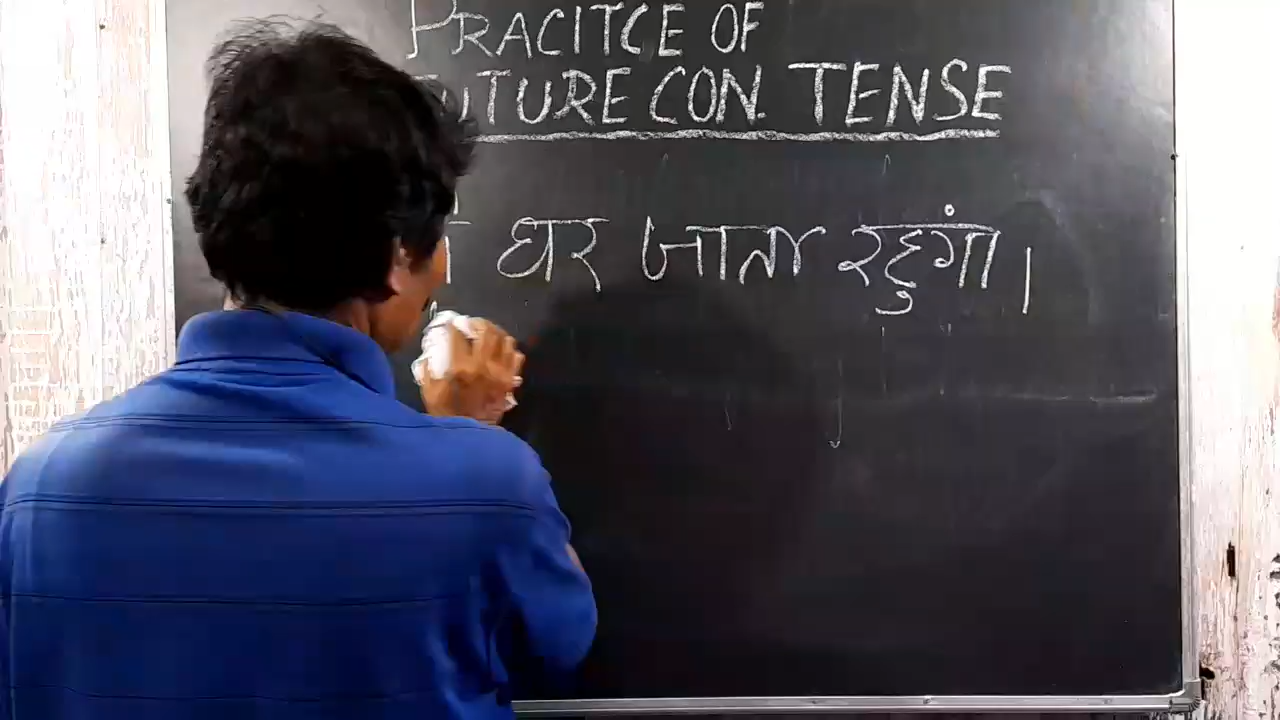 PRACITCE OF
UTURE CON. TENSE
घर जाता रहुगां।